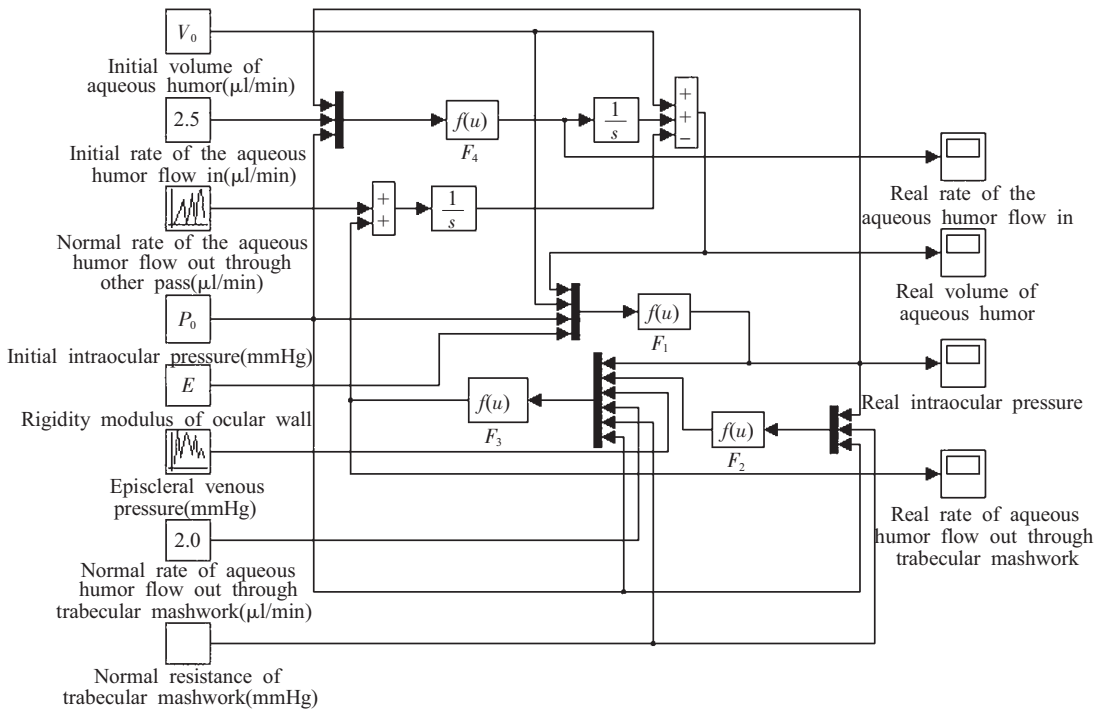 V₀
Initial volume of
aqueous humor(μl/min)
2.5
Initial rate of the aqueous
humor flow in(μl/min)
Normal rate of the aqueous
humor flow out through
other pass(μl/min)
P₀
Initial intraocular pressure(mmHg)
E
Rigidity modulus of ocular wall
Episcleral venous
pressure(mmHg)
2.0
Normal rate of aqueous
humor flow out through
trabecular mashwork(μl/min)
Normal resistance of
trabecular mashwork(mmHg)
f(u)
F₄
1
s
+
+
−
+
+
1
s
f(u)
F₁
f(u)
F₃
f(u)
F₂
Real rate of the
aqueous humor flow in
Real volume of
aqueous humor
Real intraocular pressure
Real rate of aqueous
humor flow out through
trabecular mashwork